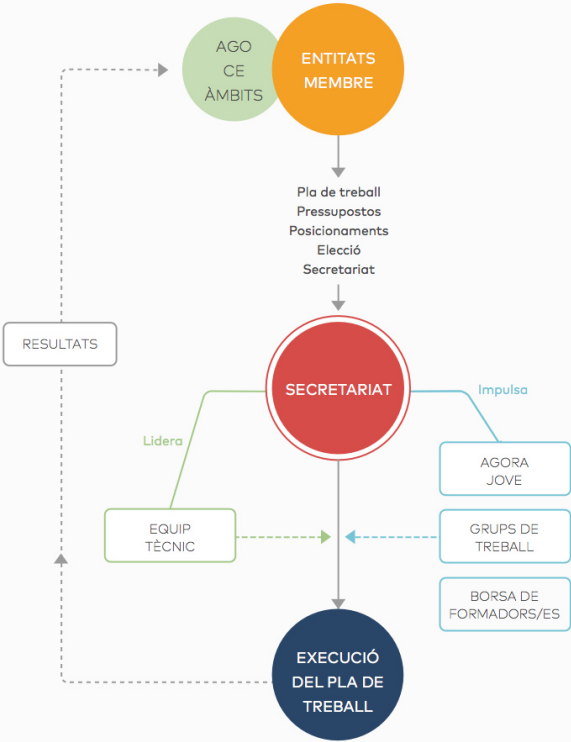 AGO
CE
ÀMBITS
ENTITATS
MEMBRE
Pla de treball
Pressupostos
Posicionaments
Elecció
Secretariat
RESULTATS
SECRETARIAT
Impulsa
Lidera
AGORA
JOVE
EQUIP
TÈCNIC
GRUPS DE
TREBALL
BORSA DE
FORMADORS/ES
EXECUCIÓ
DEL PLA DE
TREBALL